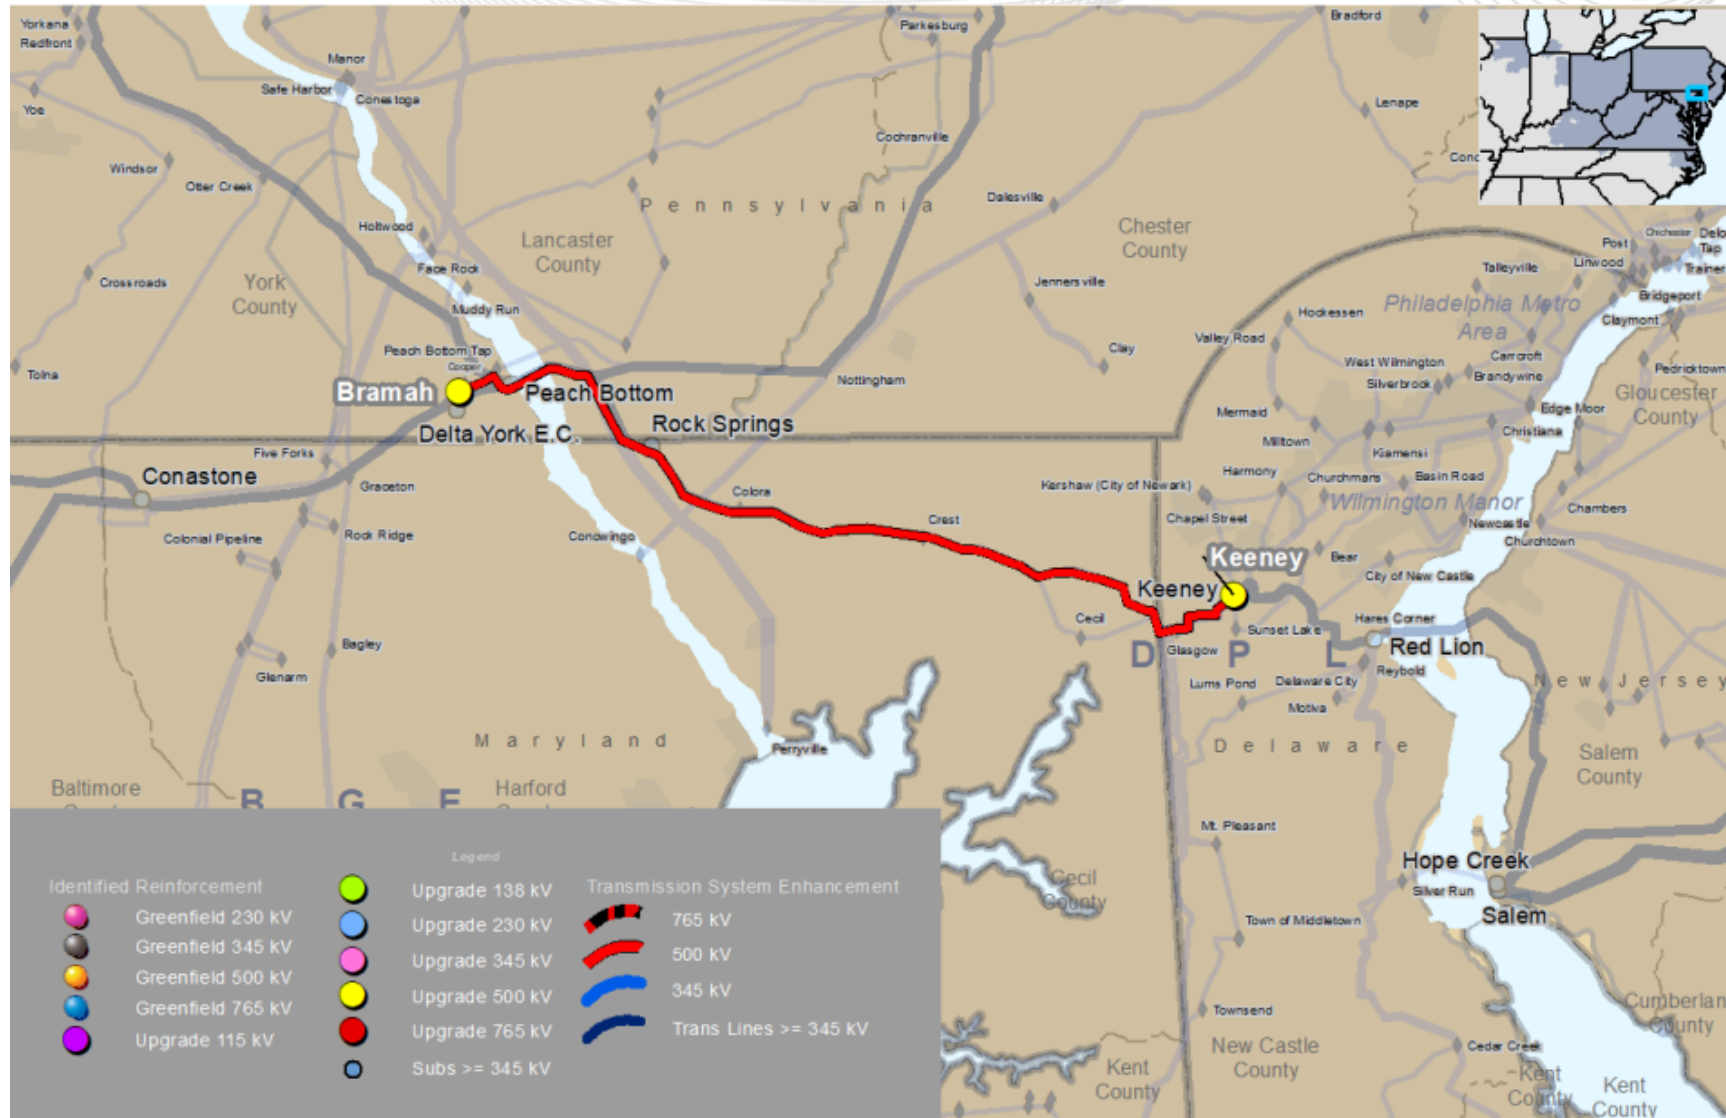 Yorkana
Redfront
Yoe
Manor
Safe Harbor
Conestoga
Parkesburg
Bradford
Lenape
Cochranville
Windsor
Otter Creek
Pennsylvania
Dalesville
Chester
County
Holtwood
Lancaster
County
Face Rock
York
County
Crossroads
Muddy Run
Jennersville
Hockessen
Talleyville
Post
Linwood
Chichester
Delco
Tap
Trainer
Philadelphia Metro
Area
Bridgeport
Claymont
Valley Road
Clay
Peach Bottom Tap
Cooper
Tolna
Bramah
Peach Bottom
Nottingham
West Wilmington
Silverbrook
Carrcroft
Brandywine
Pedricktown
Gloucester
County
Delta York E.C.
Rock Springs
Mermaid
Edge Moor
Christiana
Milltown
Kiamensi
Five Forks
Conastone
Graceton
Colora
Kershaw (City of Newark)
Harmony
Churchmans
Basin Road
Wilmington Manor
Chambers
Chapel Street
Newcastle
Churchtown
Colonial Pipeline
Rock Ridge
Conowingo
Crest
Keeney
Keeney
Bear
City of New Castle
Cecil
Hares Corner
Sunset Lake
Red Lion
Bagley
D P L
Glasgow
Reybold
Glenarm
Lums Pond
Delaware City
Motiva
New Jersey
Maryland
Perryville
Delaware
Salem
County
Baltimore
B G E
Harford
Mt. Pleasant
Cecil
County
Hope Creek
Silver Run
Salem
Town of Middletown
Townsend
Cumberlan
County
Cedar Creek
New Castle
County
Kent
County
Kent
County
Kent
County
Legend
Identified Reinforcement
Greenfield 230 kV
Greenfield 345 kV
Greenfield 500 kV
Greenfield 765 kV
Upgrade 115 kV
Upgrade 138 kV
Upgrade 230 kV
Upgrade 345 kV
Upgrade 500 kV
Upgrade 765 kV
Subs >= 345 kV
Transmission System Enhancement
765 kV
500 kV
345 kV
Trans Lines >= 345 kV